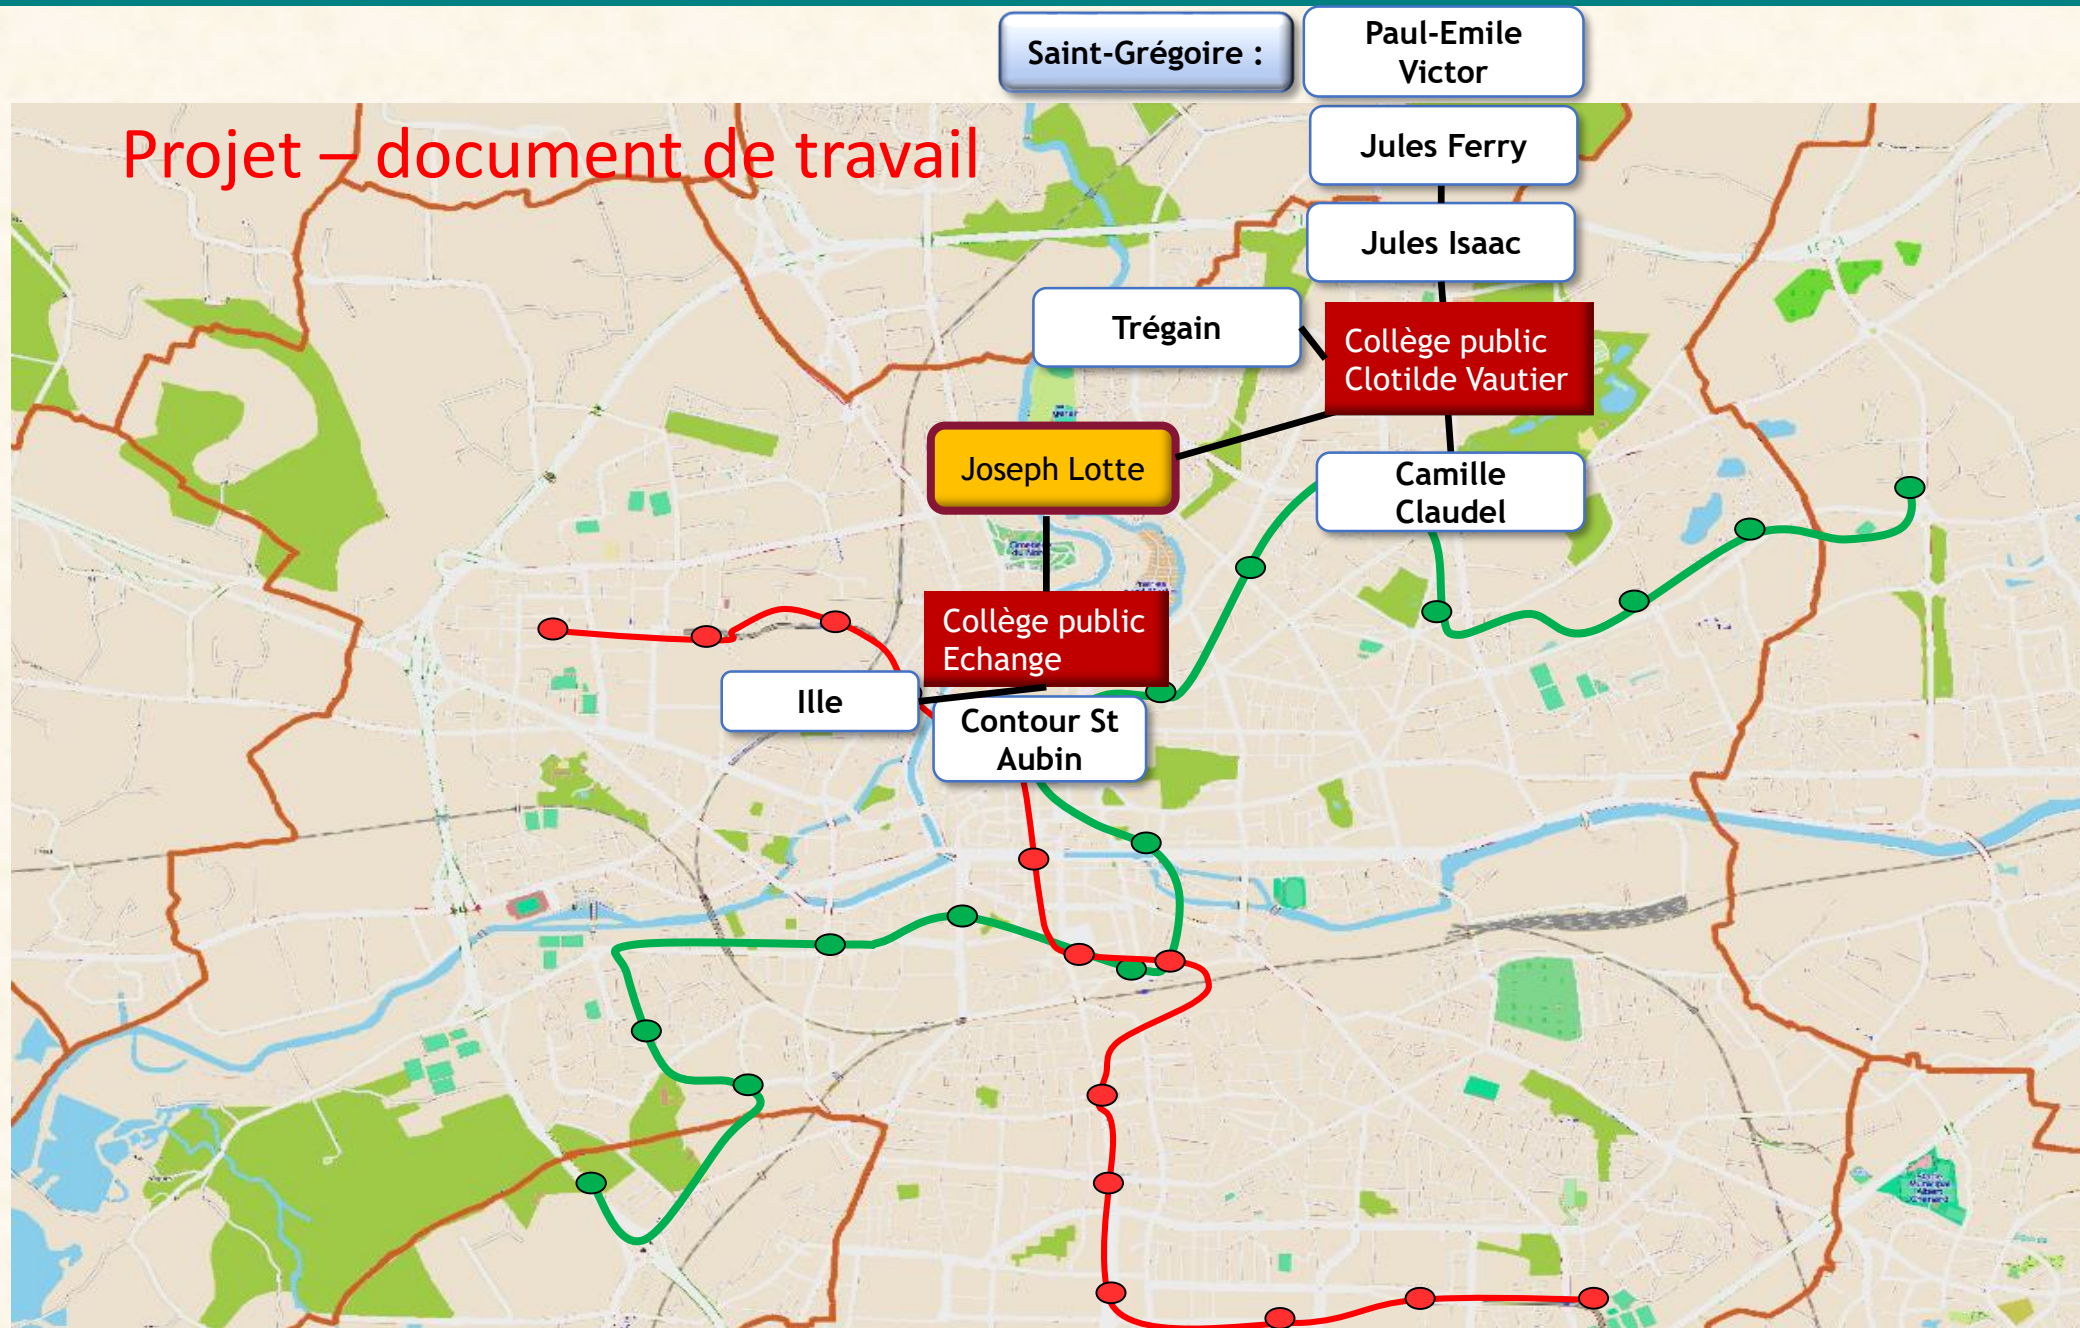 Saint-Grégoire :
Paul-Emile
Victor
Projet – document de travail
Jules Ferry
Jules Isaac
Trégain
Collège public
Clotilde Vautier
Joseph Lotte
Camille
Claudel
Collège public
Echange
Ille
Contour St
Aubin